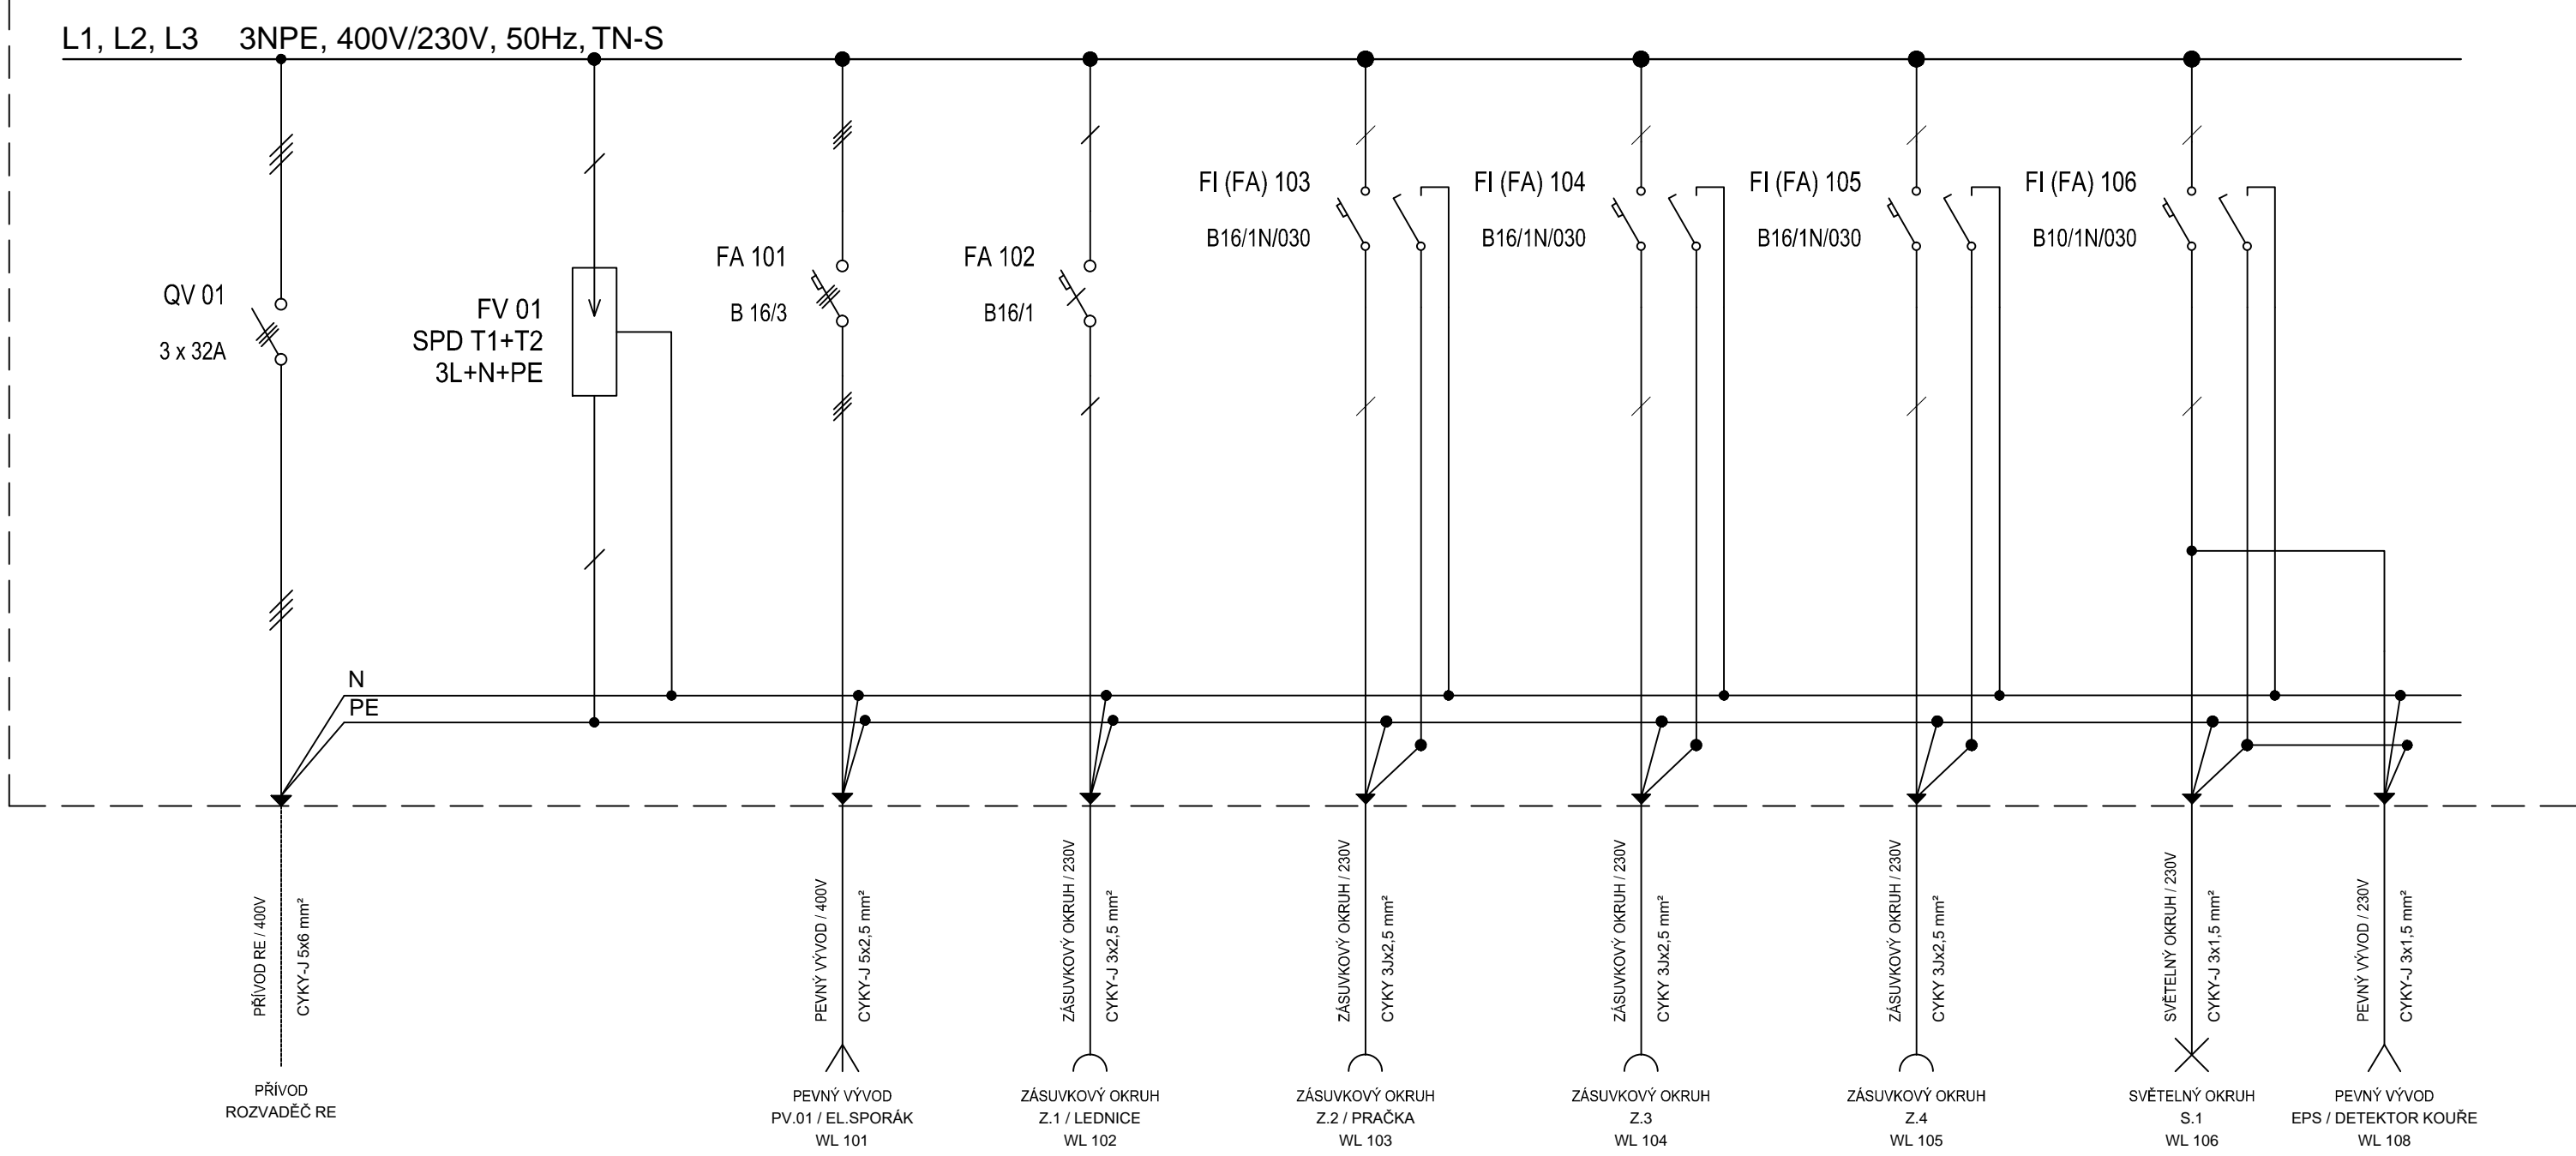 L1, L2, L3 3NPE, 400V/230V, 50Hz, TN-S
QV 01
3 x 32A
FV 01
SPD T1+T2
3L+N+PE
FA 101
B 16/3
FA 102
B16/1
FI (FA) 103
B16/1N/030
FI (FA) 104
B16/1N/030
FI (FA) 105
B16/1N/030
FI (FA) 106
B10/1N/030
N
PE
PŘÍVOD RE / 400V
CYKY-J 5x6 mm²
PEVNÝ VÝVOD / 400V
CYKY-J 5x2,5 mm²
ZÁSUVKOVÝ OKRUH / 230V
CYKY-J 3x2,5 mm²
ZÁSUVKOVÝ OKRUH / 230V
CYKY 3Jx2,5 mm²
ZÁSUVKOVÝ OKRUH / 230V
CYKY 3Jx2,5 mm²
ZÁSUVKOVÝ OKRUH / 230V
CYKY 3Jx2,5 mm²
SVĚTELNÝ OKRUH / 230V
CYKY-J 3x1,5 mm²
PEVNÝ VÝVOD / 230V
CYKY-J 3x1,5 mm²
PŘÍVOD
ROZVADĚČ RE
PEVNÝ VÝVOD
PV.01 / EL.SPORÁK
WL 101
ZÁSUVKOVÝ OKRUH
Z.1 / LEDNICE
WL 102
ZÁSUVKOVÝ OKRUH
Z.2 / PRAČKA
WL 103
ZÁSUVKOVÝ OKRUH
Z.3
WL 104
ZÁSUVKOVÝ OKRUH
Z.4
WL 105
SVĚTELNÝ OKRUH
S.1
WL 106
PEVNÝ VÝVOD
EPS / DETEKTOR KOUŘE
WL 108